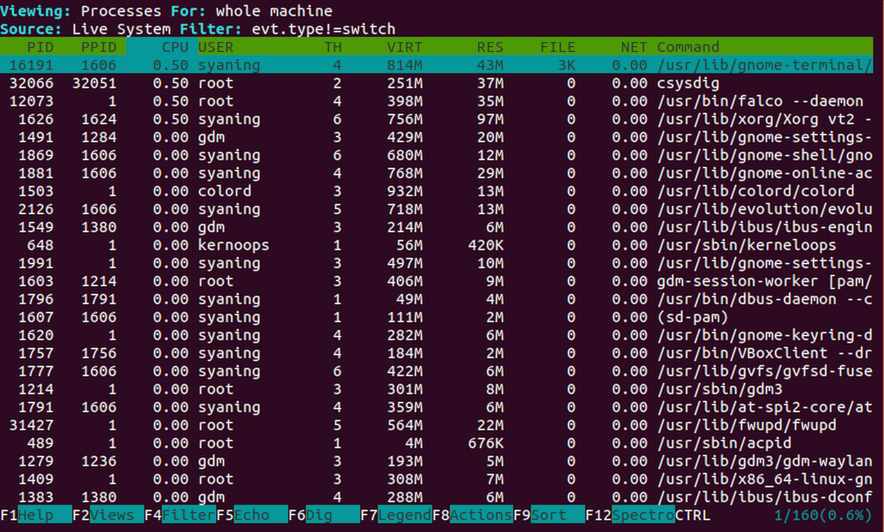 Viewing: Processes For: whole machine
Source: Live System Filter: evt.type!=switch
PID PPID CPU USER TH VIRT RES FILE NET Command
16191 1606 0.50 syaning 4 814M 43M 3K 0.00 /usr/lib/gnome-terminal/
32066 32051 0.50 root 2 251M 37M 0 0.00 csysdig
12073 1 0.50 root 4 398M 35M 0 0.00 /usr/bin/falco --daemon
1626 1624 0.50 syaning 6 756M 97M 0 0.00 /usr/lib/xorg/Xorg vt2 -
1491 1284 0.00 gdm 3 429M 20M 0 0.00 /usr/lib/gnome-settings-
1869 1606 0.00 syaning 6 680M 12M 0 0.00 /usr/lib/gnome-shell/gno
1881 1606 0.00 syaning 4 768M 29M 0 0.00 /usr/lib/gnome-online-ac
1503 1 0.00 colord 3 932M 13M 0 0.00 /usr/lib/colord/colord
2126 1606 0.00 syaning 5 718M 13M 0 0.00 /usr/lib/evolution/evolu
1549 1380 0.00 gdm 3 214M 6M 0 0.00 /usr/lib/ibus/ibus-engin
648 1 0.00 kernoops 1 56M 420K 0 0.00 /usr/sbin/kerneloops
1991 1 0.00 syaning 3 497M 10M 0 0.00 /usr/lib/gnome-settings-
1603 1214 0.00 root 3 406M 9M 0 0.00 gdm-session-worker [pam/
1796 1791 0.00 syaning 1 49M 4M 0 0.00 /usr/bin/dbus-daemon --c
1607 1606 0.00 syaning 1 111M 2M 0 0.00 (sd-pam)
1620 1 0.00 syaning 4 282M 6M 0 0.00 /usr/bin/gnome-keyring-d
1757 1756 0.00 syaning 4 184M 2M 0 0.00 /usr/bin/VBoxClient --dr
1777 1606 0.00 syaning 6 422M 6M 0 0.00 /usr/lib/gvfs/gvfsd-fuse
1214 1 0.00 root 3 301M 8M 0 0.00 /usr/sbin/gdm3
1791 1606 0.00 syaning 4 359M 6M 0 0.00 /usr/lib/at-spi2-core/at
31427 1 0.00 root 5 564M 22M 0 0.00 /usr/lib/fwupd/fwupd
489 1 0.00 root 1 4M 676K 0 0.00 /usr/sbin/acpid
1279 1236 0.00 gdm 3 193M 5M 0 0.00 /usr/lib/gdm3/gdm-waylan
1409 1 0.00 root 3 308M 7M 0 0.00 /usr/lib/x86_64-linux-gn
1383 1380 0.00 gdm 4 288M 6M 0 0.00 /usr/lib/ibus/ibus-dconf
F1Help F2Views F4FilterF5Echo F6Dig F7LegendF8ActionsF9Sort F12SpectroCTRL 1/160(0.6%)